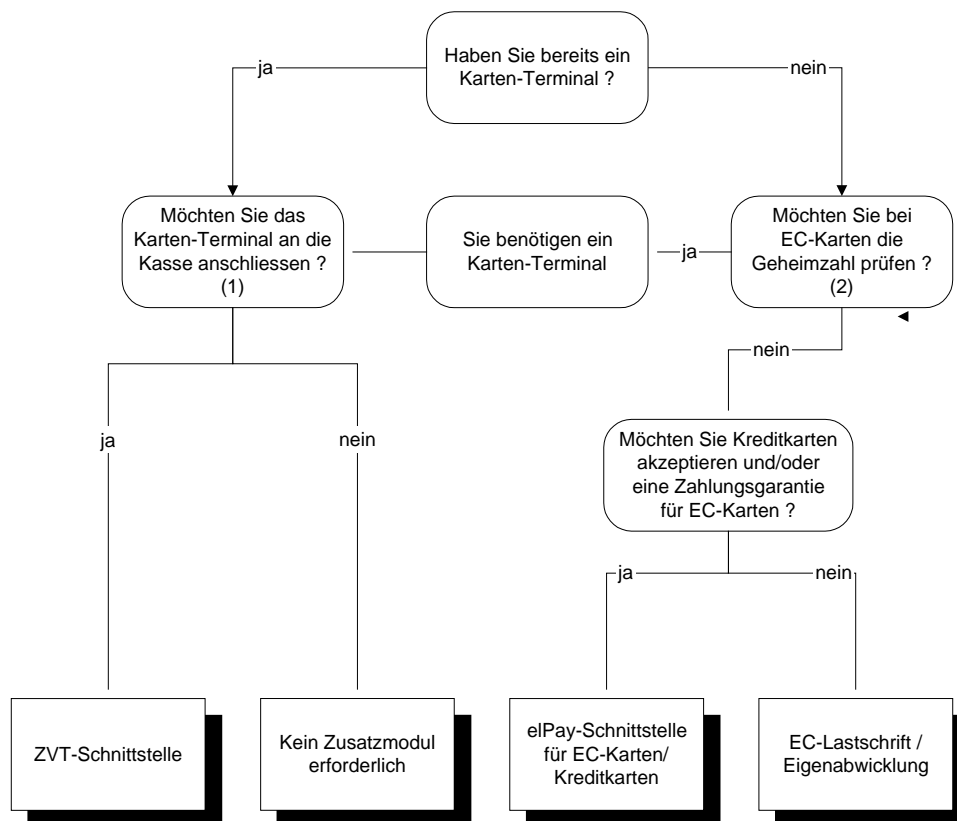 Haben Sie bereits ein
Karten-Terminal ?
ja
nein
Möchten Sie das
Karten-Terminal an die
Kasse anschliessen ?
(1)
Sie benötigen ein
Karten-Terminal
ja
Möchten Sie bei
EC-Karten die
Geheimzahl prüfen ?
(2)
nein
ja
nein
Möchten Sie Kreditkarten
akzeptieren und/oder
eine Zahlungsgarantie
für EC-Karten ?
ja
nein
ZVT-Schnittstelle
Kein Zusatzmodul
erforderlich
elPay-Schnittstelle
für EC-Karten/
Kreditkarten
EC-Lastschrift /
Eigenabwicklung